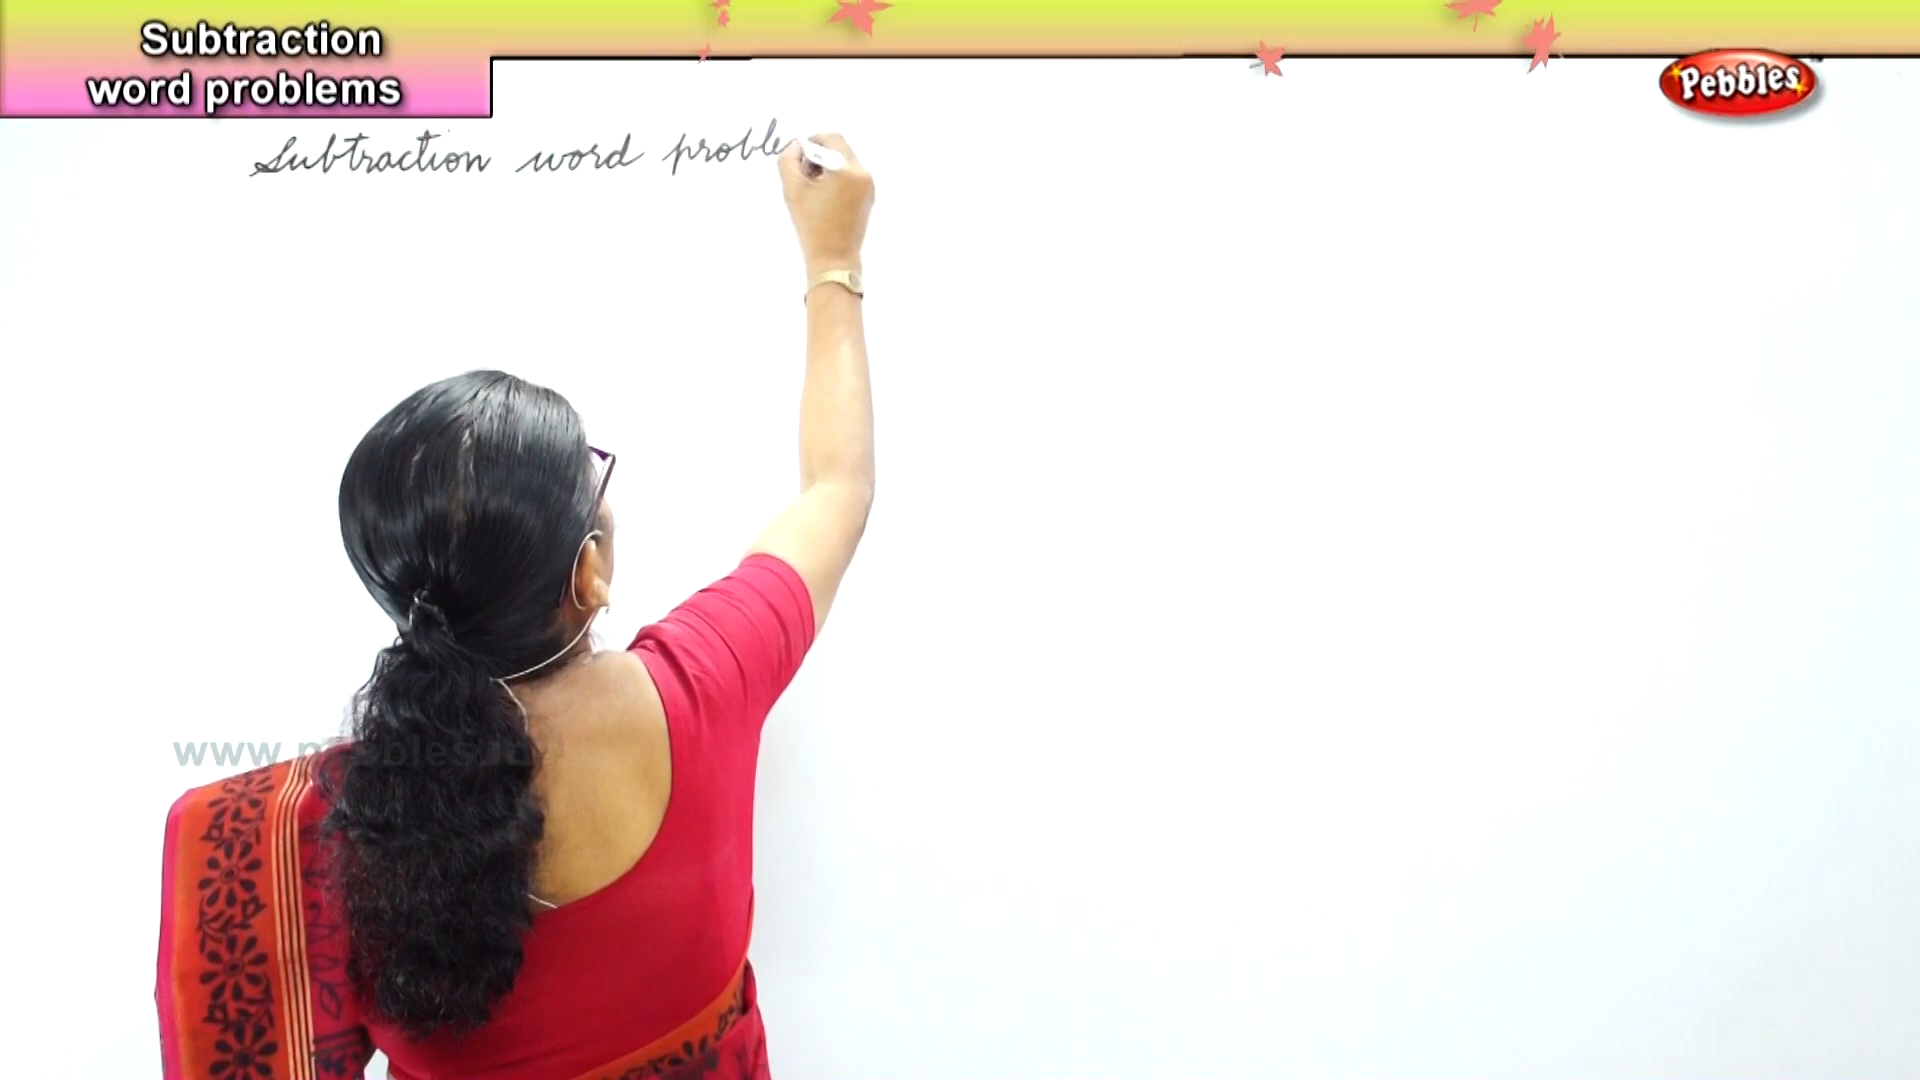 Subtraction
word problems
Pebbles
Subtraction word proble